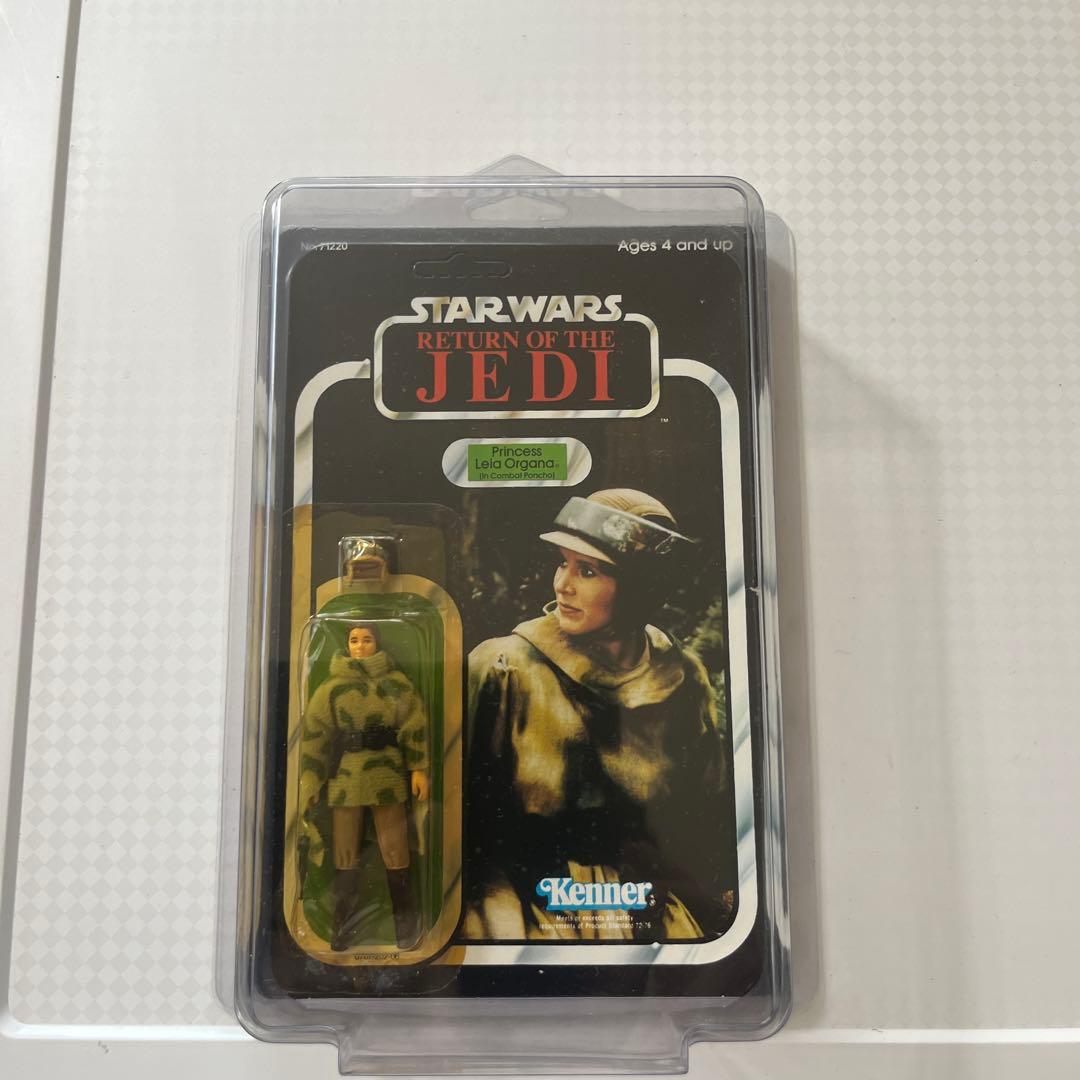 No. 71220
Ages 4 and up
STAR WARS
RETURN OF THE
JEDI
TM
Princess
Leia Organa
(in Combat Poncho)
Kenner
Meets or exceeds all safety
requirements of Product Standard 72-76